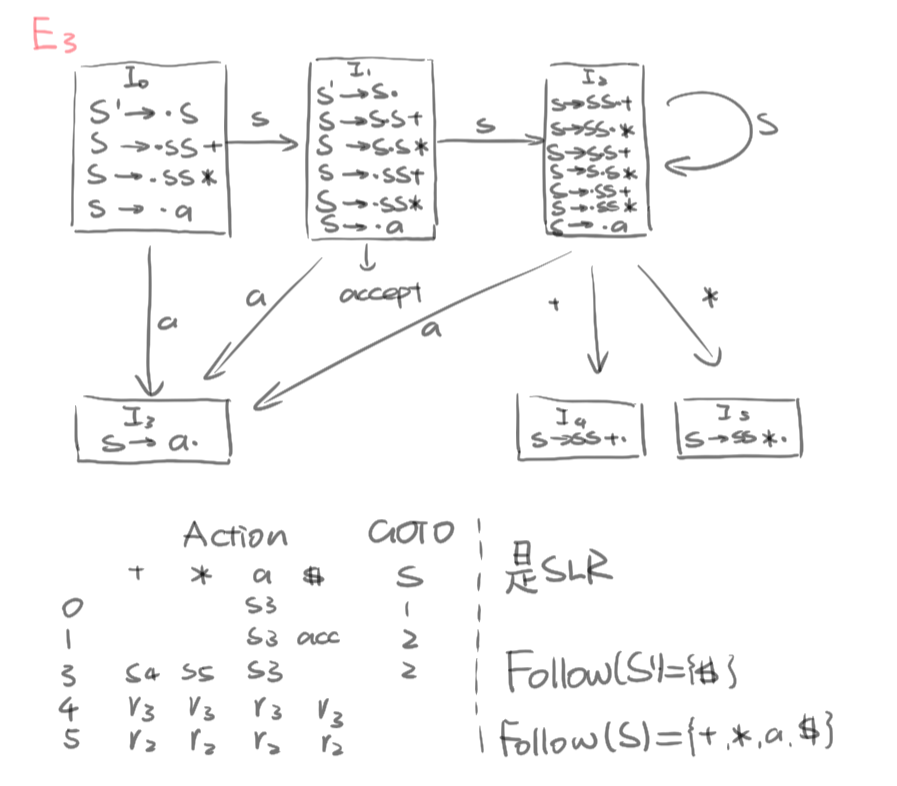 E3
I0
S' → ·S
S → ·SS+
S → ·SS*
S → ·a
S
I1
S' → S·
S → S·S+
S → S·S*
S → ·SS+
S → ·SS*
S → ·a
S
I2
S → SS·+
S → SS·*
S → S·S+
S → S·S*
S → ·SS+
S → ·SS*
S → ·a
S
a
a
accept
a
+
*
I3
S → a·
I4
S → SS+·
I5
S → SS*·
Action GOTO
+ * a $ S
0 S3 1
1 S3 acc 2
3 S4 S5 S3 2
4 r3 r3 r3 r3
5 r2 r2 r2 r2
是SLR
Follow(S')={$}
Follow(S)={+,*,a,$}